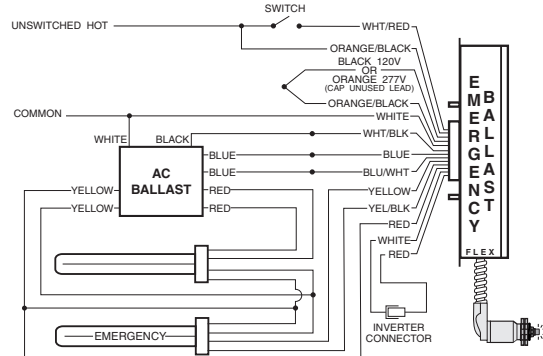 SWITCH
UNSWITCHED HOT
WHT/RED
ORANGE/BLACK
BLACK 120V
OR
ORANGE 277V
(CAP UNUSED LEAD)
ORANGE/BLACK
COMMON
WHITE
WHITE
BLACK
WHT/BLK
BLUE
BLUE
BLUE
BLU/WHT
AC
BALLAST
YELLOW
RED
YELLOW
YELLOW
RED
YEL/BLK
RED
WHITE
RED
EMERGENCY
INVERTER
CONNECTOR
EMERGENCY
BALLAST
FLEX